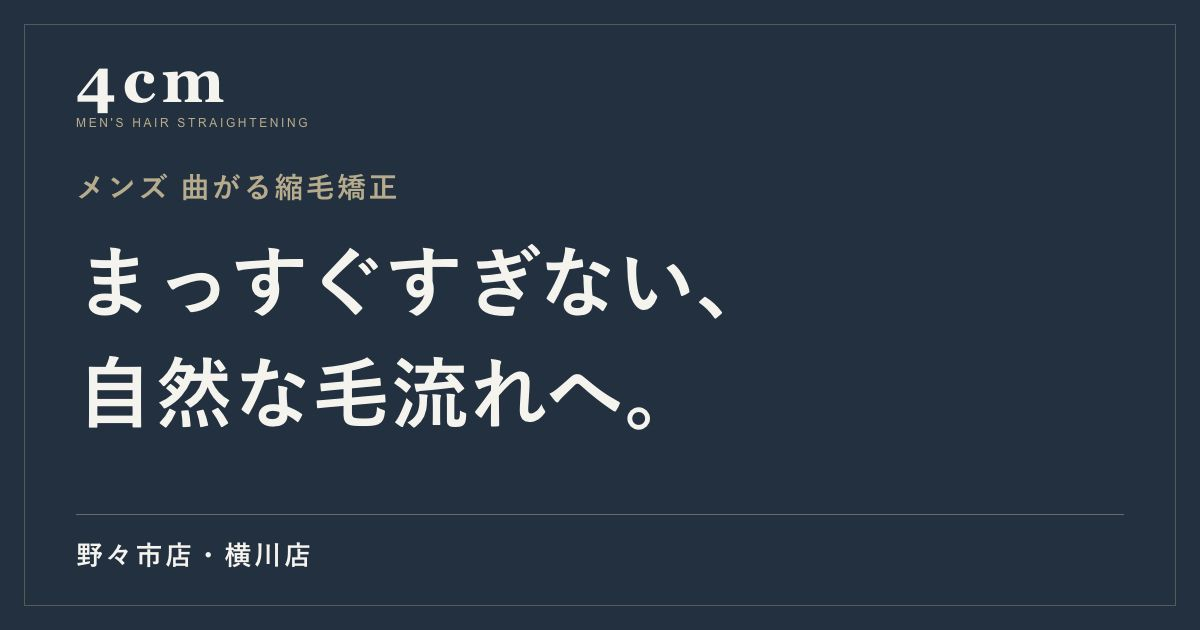 4cm
MEN'S HAIR STRAIGHTENING
メンズ 曲がる縮毛矯正
まっすぐすぎない、
自然な毛流れへ。
野々市店・横川店